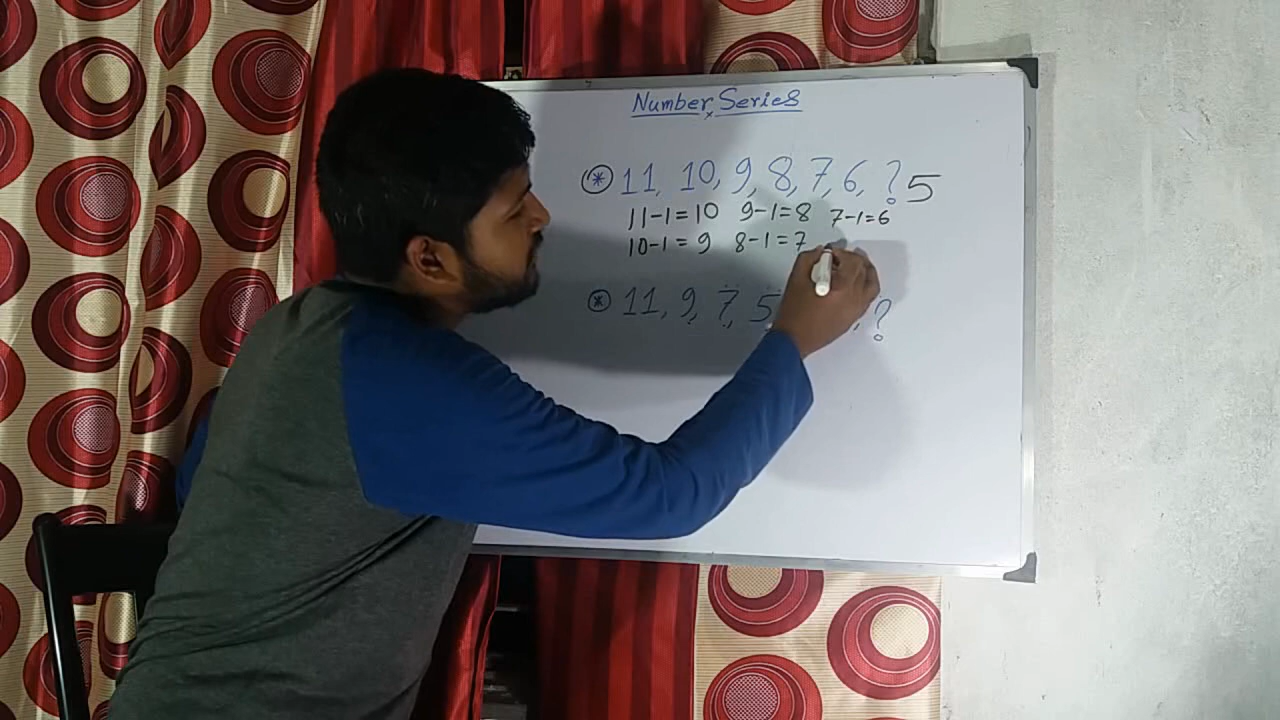 Number Series
* 11, 10, 9, 8, 7, 6, ? 5
11-1=10 9-1=8 7-1=6
10-1=9 8-1=7
* 11, 9, 7, 5 , ?